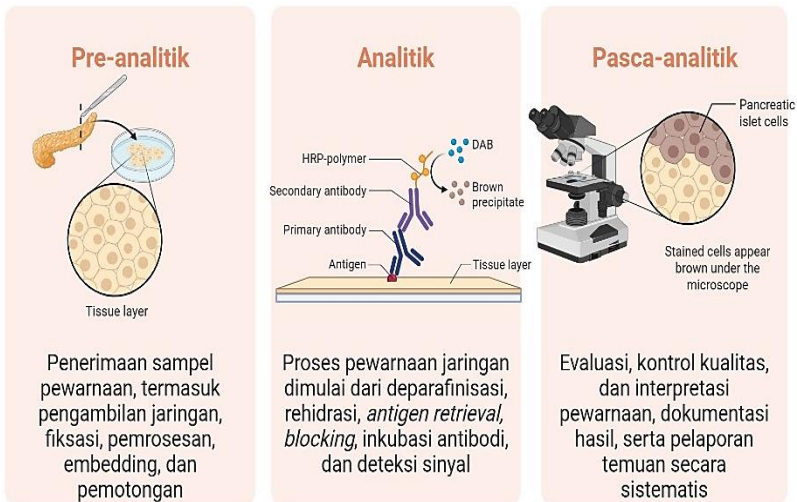 Pre-analitik
Tissue layer
Penerimaan sampel
pewarnaan, termasuk
pengambilan jaringan,
fiksasi, pemrosesan,
embedding, dan
pemotongan
Analitik
DAB
HRP-polymer
Brown
precipitate
Secondary antibody
Primary antibody
Antigen
Tissue layer
Proses pewarnaan jaringan
dimulai dari deparafinisasi,
rehidrasi, antigen retrieval,
blocking, inkubasi antibodi,
dan deteksi sinyal
Pasca-analitik
Pancreatic
islet cells
Stained cells appear
brown under the
microscope
Evaluasi, kontrol kualitas,
dan interpretasi
pewarnaan, dokumentasi
hasil, serta pelaporan
temuan secara
sistematis